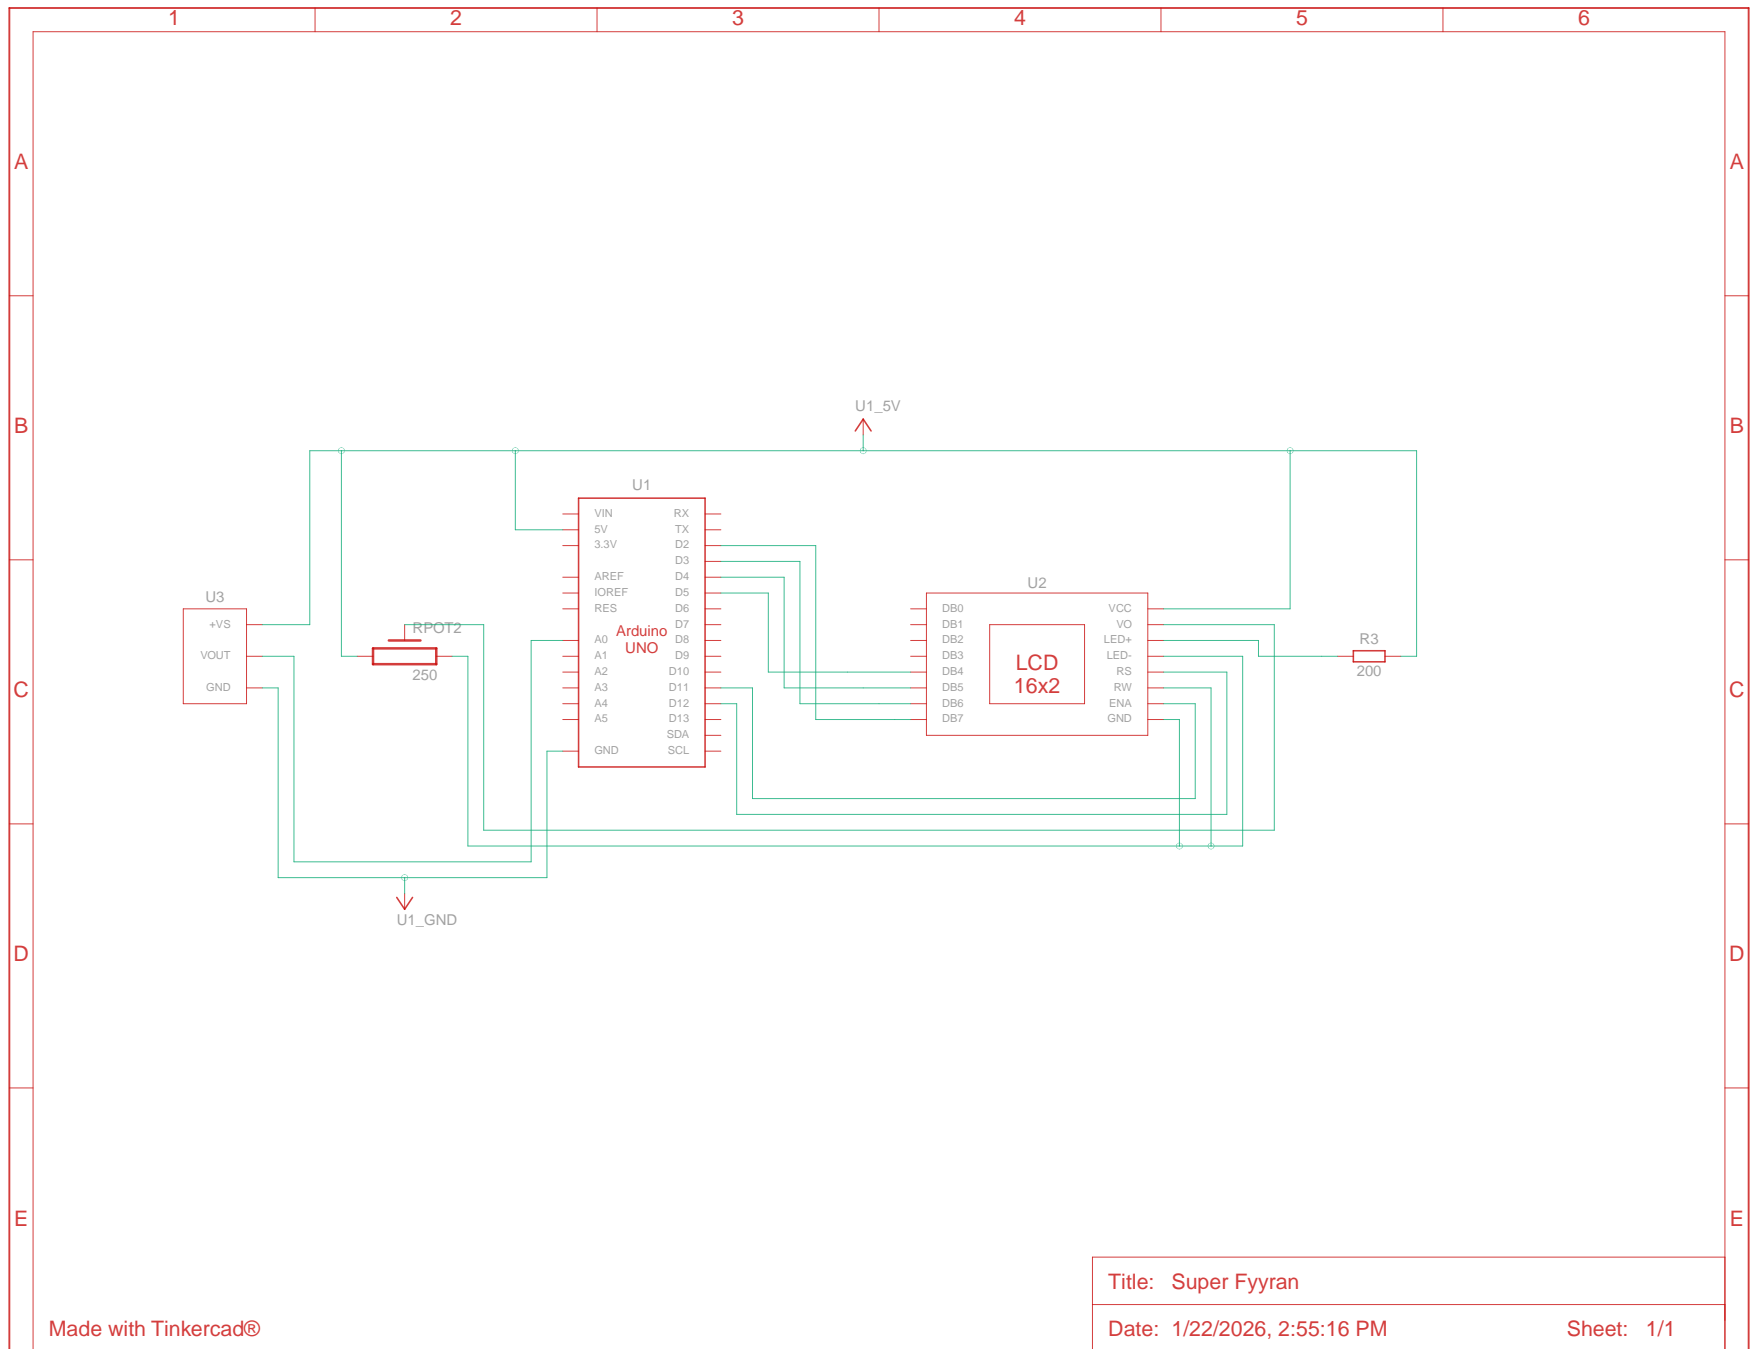 1 2 3 4 5 6
A A
B B
C C
D D
E E
U1_5V
U1
VIN RX
5V TX
3.3V D2
D3
AREF D4
IOREF D5
RES D6
D7
A0 D8
A1 D9
A2 D10
A3 D11
A4 D12
A5 D13
SDA
GND SCL
Arduino
UNO
U3
+VS
VOUT
GND
RPOT2
250
U2
DB0 VCC
DB1 VO
DB2 LED+
DB3 LED-
DB4 RS
DB5 RW
DB6 ENA
DB7 GND
LCD
16x2
R3
200
U1_GND
Title: Super Fyyran
Made with Tinkercad®
Date: 1/22/2026, 2:55:16 PM Sheet: 1/1